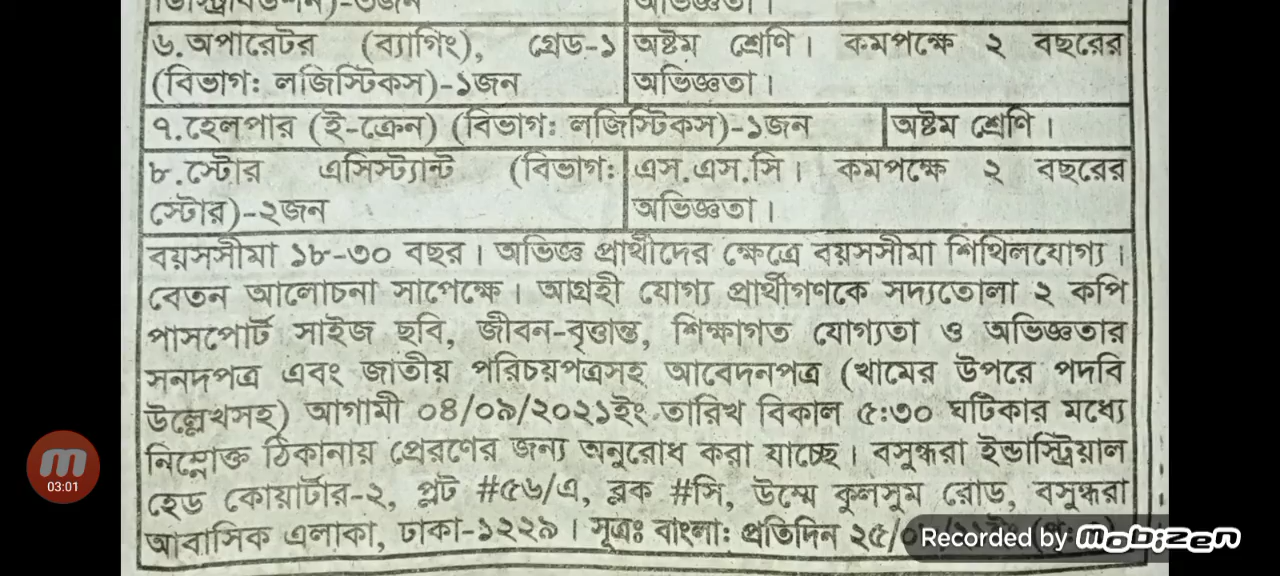 ৬.অপারেটর (ব্যাগিং), গ্রেড-১ অষ্টম শ্রেণি। কমপক্ষে ২ বছরের
(বিভাগঃ লজিস্টিকস)-১জন অভিজ্ঞতা।
৭.হেলপার (ই-ক্রেন) (বিভাগঃ লজিস্টিকস)-১জন অষ্টম শ্রেণি।
৮.স্টোর এসিস্ট্যান্ট (বিভাগঃ এস.এস.সি। কমপক্ষে ২ বছরের
স্টোর)-২জন অভিজ্ঞতা।
বয়সসীমা ১৮-৩০ বছর। অভিজ্ঞ প্রার্থীদের ক্ষেত্রে বয়সসীমা শিথিলযোগ্য।
বেতন আলোচনা সাপেক্ষে। আগ্রহী যোগ্য প্রার্থীগণকে সদ্যতোলা ২ কপি
পাসপোর্ট সাইজ ছবি, জীবন-বৃত্তান্ত, শিক্ষাগত যোগ্যতা ও অভিজ্ঞতার
সনদপত্র এবং জাতীয় পরিচয়পত্রসহ আবেদনপত্র (খামের উপরে পদবি
উল্লেখসহ) আগামী ০৪/০৯/২০২১ইং তারিখ বিকাল ৫:৩০ ঘটিকার মধ্যে
নিম্নোক্ত ঠিকানায় প্রেরণের জন্য অনুরোধ করা যাচ্ছে। বসুন্ধরা ইন্ডাস্ট্রিয়াল
হেড কোয়ার্টার-২, প্লট #৫৬/এ, ব্লক #সি, উম্মে কুলসুম রোড, বসুন্ধরা
আবাসিক এলাকা, ঢাকা-১২২৯। সূত্রঃ বাংলাঃ প্রতিদিন ২৫/
03:01
Recorded by mobizen